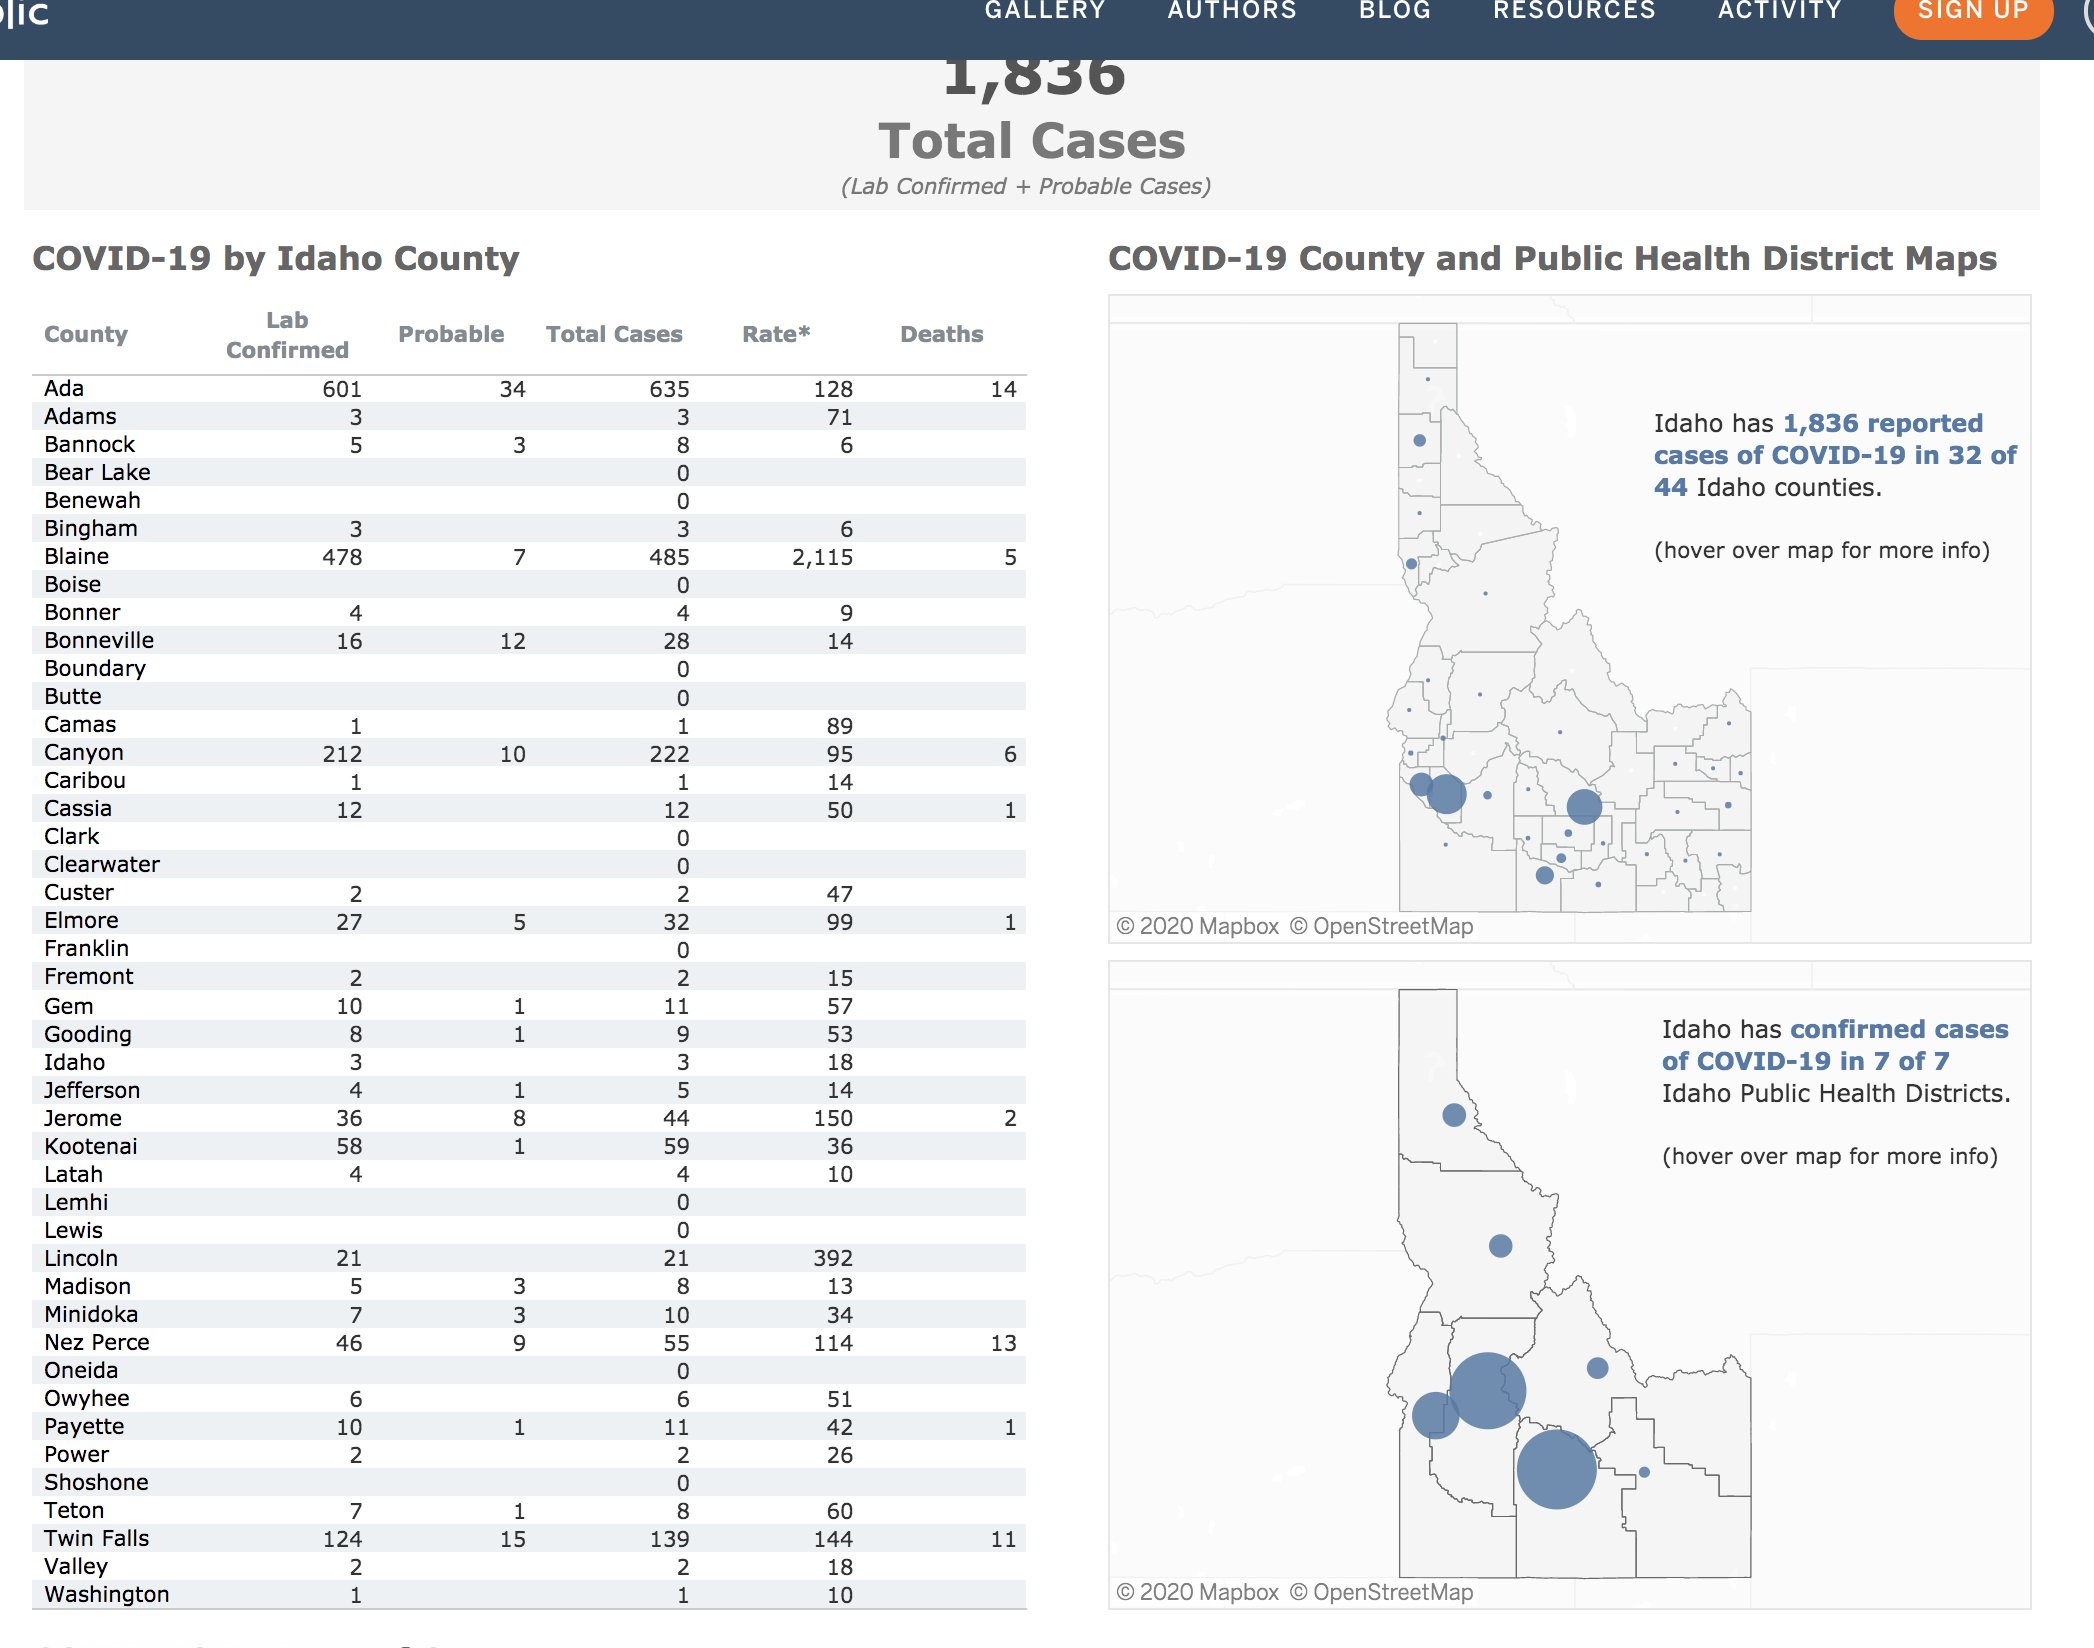 GALLERY AUTHORS BLOG RESOURCES ACTIVITY SIGN UP
1,836
Total Cases
(Lab Confirmed + Probable Cases)
COVID-19 by Idaho County
County Lab Confirmed Probable Total Cases Rate* Deaths
Ada 601 34 635 128 14
Adams 3 3 71
Bannock 5 3 8 6
Bear Lake 0
Benewah 0
Bingham 3 3 6
Blaine 478 7 485 2,115 5
Boise 0
Bonner 4 4 9
Bonneville 16 12 28 14
Boundary 0
Butte 0
Camas 1 1 89
Canyon 212 10 222 95 6
Caribou 1 1 14
Cassia 12 12 50 1
Clark 0
Clearwater 0
Custer 2 2 47
Elmore 27 5 32 99 1
Franklin 0
Fremont 2 2 15
Gem 10 1 11 57
Gooding 8 1 9 53
Idaho 3 3 18
Jefferson 4 1 5 14
Jerome 36 8 44 150 2
Kootenai 58 1 59 36
Latah 4 4 10
Lemhi 0
Lewis 0
Lincoln 21 21 392
Madison 5 3 8 13
Minidoka 7 3 10 34
Nez Perce 46 9 55 114 13
Oneida 0
Owyhee 6 6 51
Payette 10 1 11 42 1
Power 2 2 26
Shoshone 0
Teton 7 1 8 60
Twin Falls 124 15 139 144 11
Valley 2 2 18
Washington 1 1 10
COVID-19 County and Public Health District Maps
Idaho has 1,836 reported
cases of COVID-19 in 32 of
44 Idaho counties.
(hover over map for more info)
© 2020 Mapbox © OpenStreetMap
Idaho has confirmed cases
of COVID-19 in 7 of 7
Idaho Public Health Districts.
(hover over map for more info)
© 2020 Mapbox © OpenStreetMap